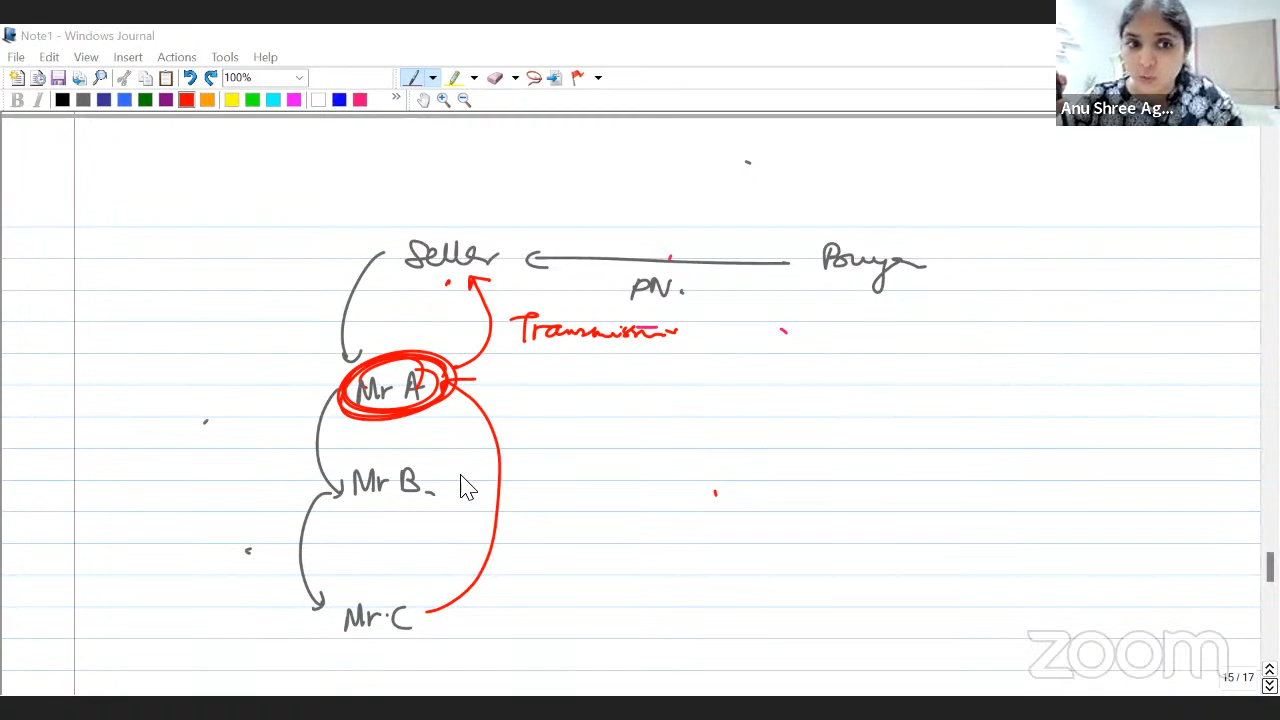 Note1 - Windows Journal
File Edit View Insert Actions Tools Help
100%
B I
Anu Shree Ag...
Seller Buyer
PN.
Transmission
Mr A
Mr B
Mr. C
zoom
15 / 17